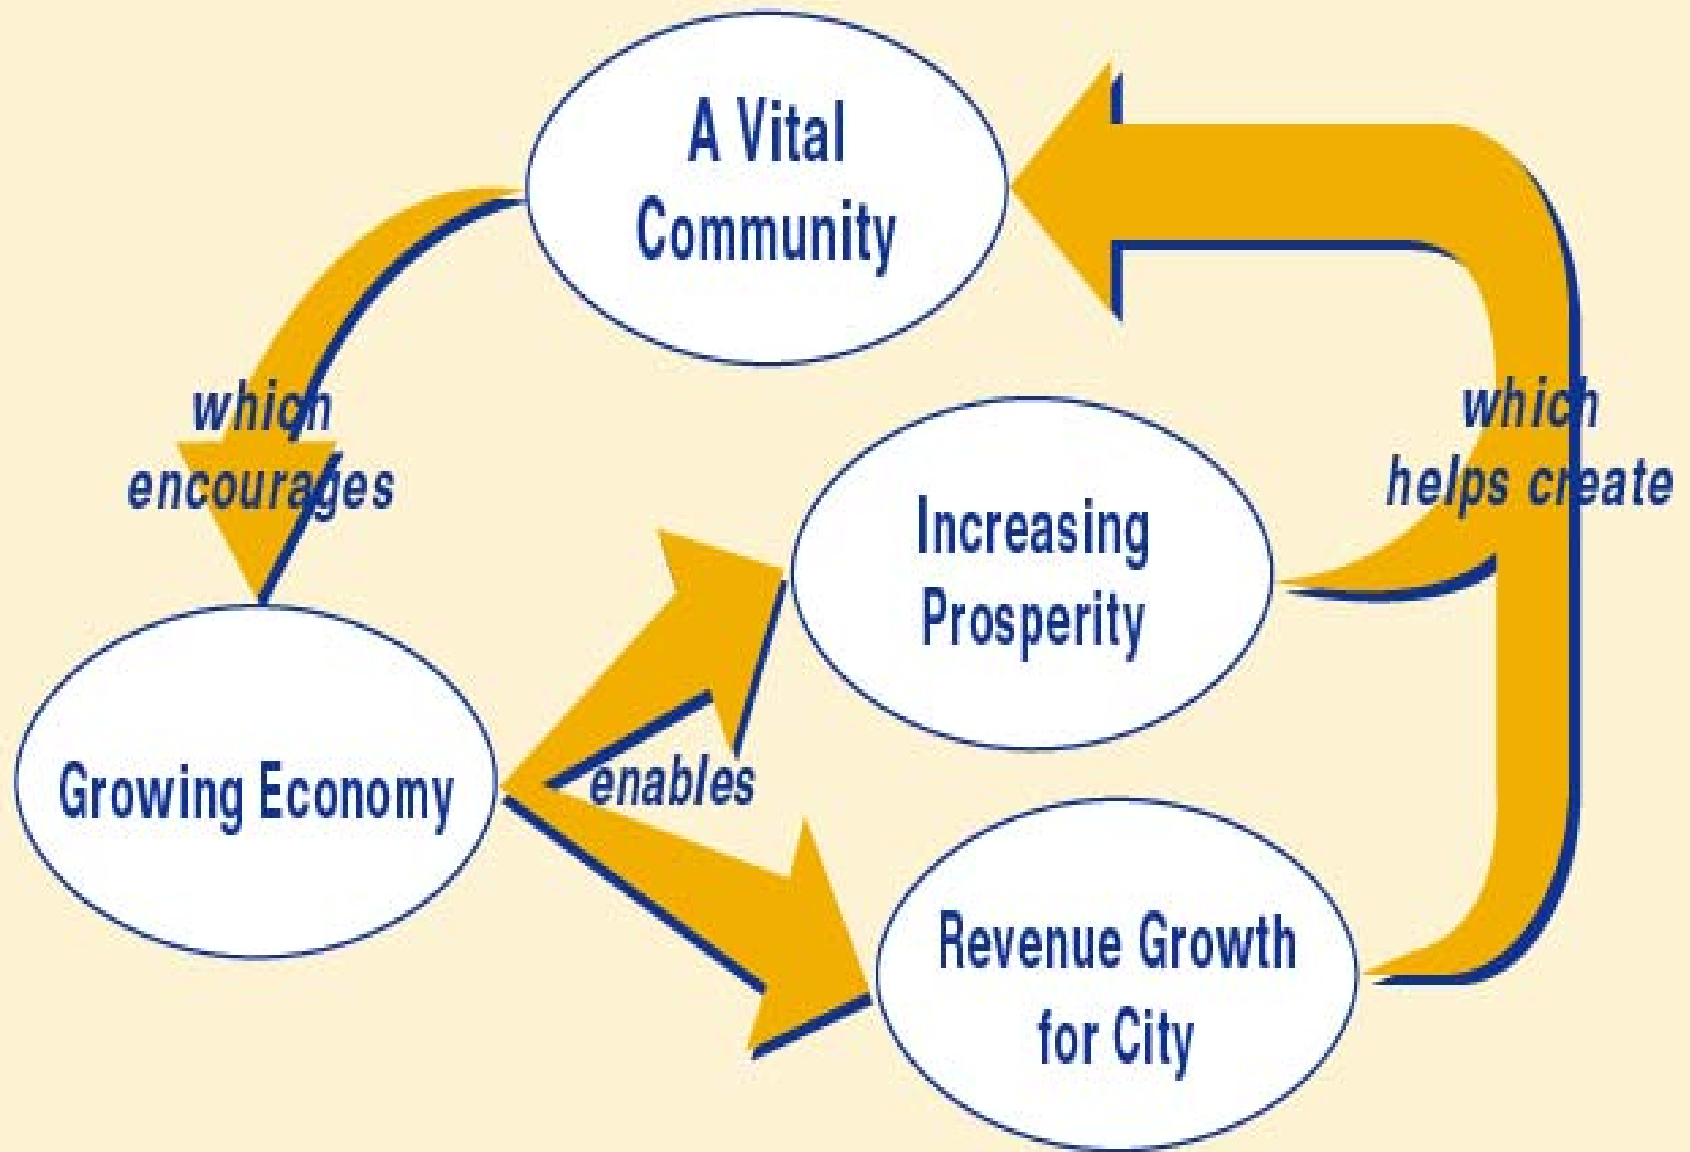 A Vital
Community
which
encourages
which
helps create
Increasing
Prosperity
Growing Economy
enables
Revenue Growth
for City